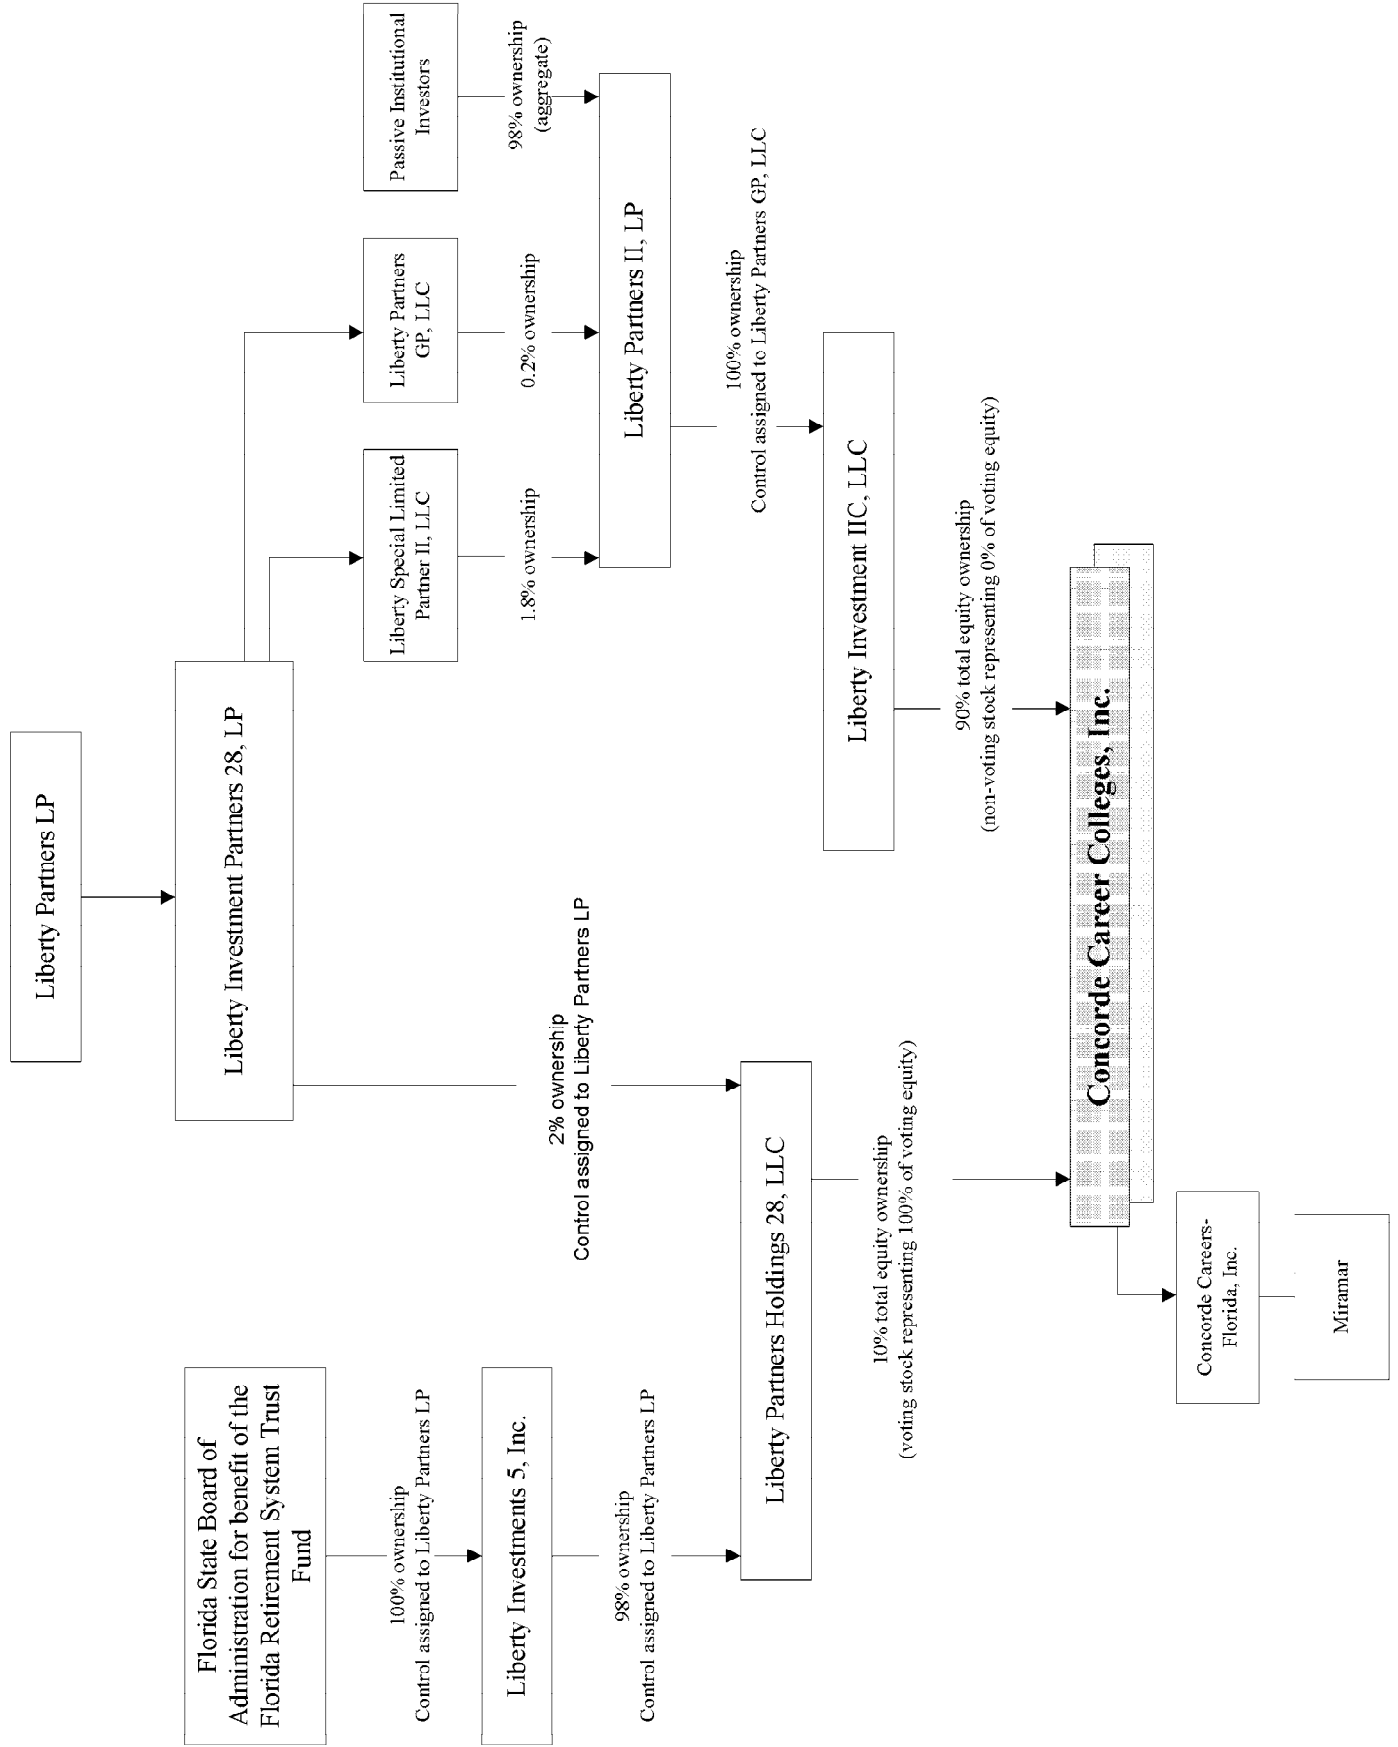 Liberty Partners LP
Liberty Investment Partners 28, LP
Florida State Board of
Administration for benefit of the
Florida Retirement System Trust
Fund
100% ownership
Control assigned to Liberty Partners LP
Liberty Investments 5, Inc.
98% ownership
Control assigned to Liberty Partners LP
2% ownership
Control assigned to Liberty Partners LP
Liberty Partners Holdings 28, LLC
10% total equity ownership
(voting stock representing 100% of voting equity)
Liberty Special Limited
Partner II, LLC
Liberty Partners
GP, LLC
Passive Institutional
Investors
1.8% ownership
0.2% ownership
98% ownership
(aggregate)
Liberty Partners II, LP
100% ownership
Control assigned to Liberty Partners GP, LLC
Liberty Investment IIC, LLC
90% total equity ownership
(non-voting stock representing 0% of voting equity)
Concorde Career Colleges, Inc.
Concorde Careers-
Florida, Inc.
Miramar